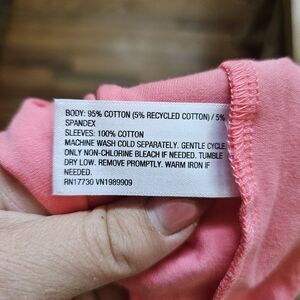 BODY: 95% COTTON (5% RECYCLED COTTON) / 5%
SPANDEX
SLEEVES: 100% COTTON
MACHINE WASH COLD SEPARATELY. GENTLE CYCLE
ONLY NON-CHLORINE BLEACH IF NEEDED. TUMBLE
DRY LOW. REMOVE PROMPTLY. WARM IRON IF
NEEDED.
RN17730 VN1989909